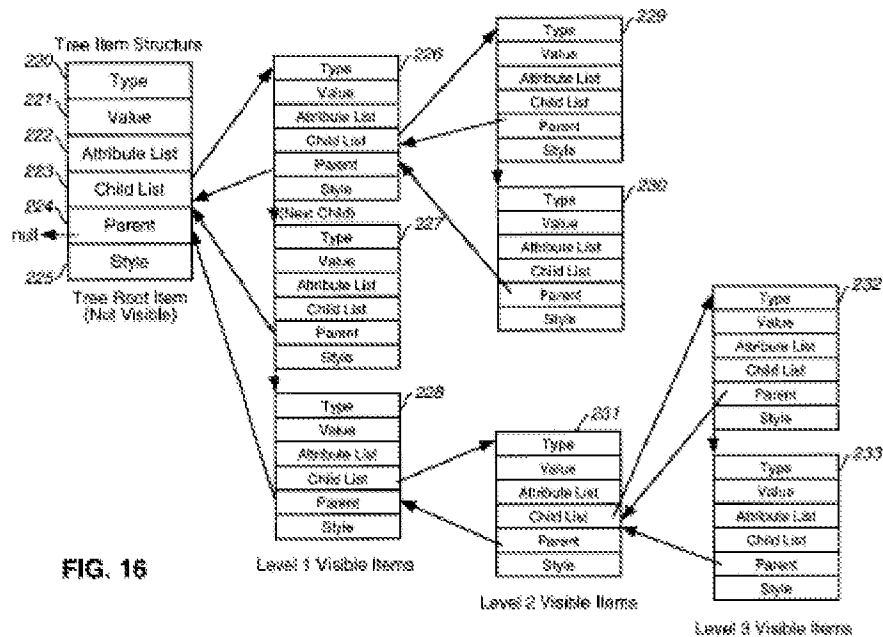 Tree Item Structure
220
Type
221
Value
222
Attribute List
223
Child List
224
Parent
null
225
Style
Tree Root Item
(Not Visible)
226
Type
Value
Attribute List
Child List
Parent
Style
(Next Child)
227
Type
Value
Attribute List
Child List
Parent
Style
228
Type
Value
Attribute List
Child List
Parent
Style
Level 1 Visible Items
229
Type
Value
Attribute List
Child List
Parent
Style
230
Type
Value
Attribute List
Child List
Parent
Style
231
Type
Value
Attribute List
Child List
Parent
Style
Level 2 Visible Items
232
Type
Value
Attribute List
Child List
Parent
Style
233
Type
Value
Attribute List
Child List
Parent
Style
Level 3 Visible Items
FIG. 16